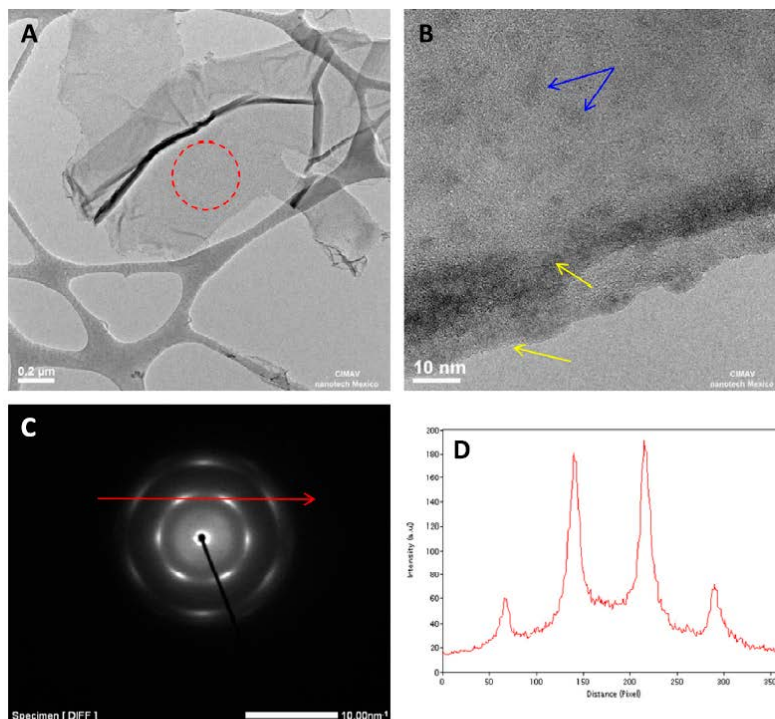 A
0.2 µm
CIMAV
nanotech Mexico
B
10 nm
CIMAV
nanotech Mexico
C
Specimen [ DIFF ]
10.00nm⁻¹
D
Intensity (a.u)
200
180
160
140
120
100
80
60
40
20
0
0
50
100
150
200
250
300
350
Distance (Pixel)